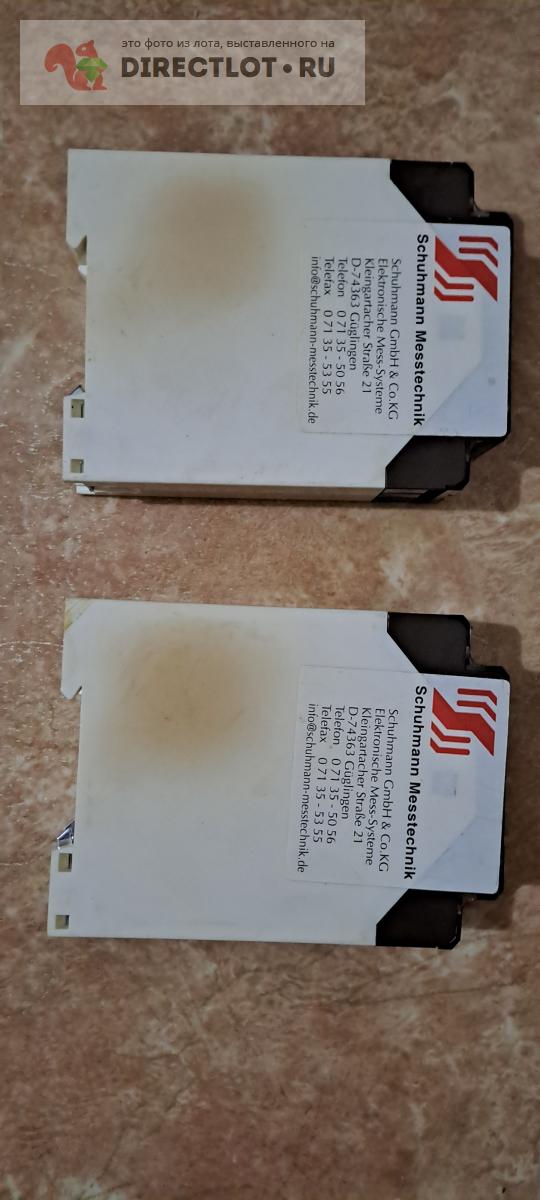 это фото из лота, выставленного на
DIRECTLOT•RU
Schuhmann Messtechnik
Schuhmann GmbH & Co.KG
Elektronische Mess-Systeme
Kleingartacher Straße 21
D-74363 Güglingen
Telefon 0 71 35 - 50 56
Telefax 0 71 35 - 53 55
info@schuhmann-messtechnik.de
Schuhmann Messtechnik
Schuhmann GmbH & Co.KG
Elektronische Mess-Systeme
Kleingartacher Straße 21
D-74363 Güglingen
Telefon 0 71 35 - 50 56
Telefax 0 71 35 - 53 55
info@schuhmann-messtechnik.de